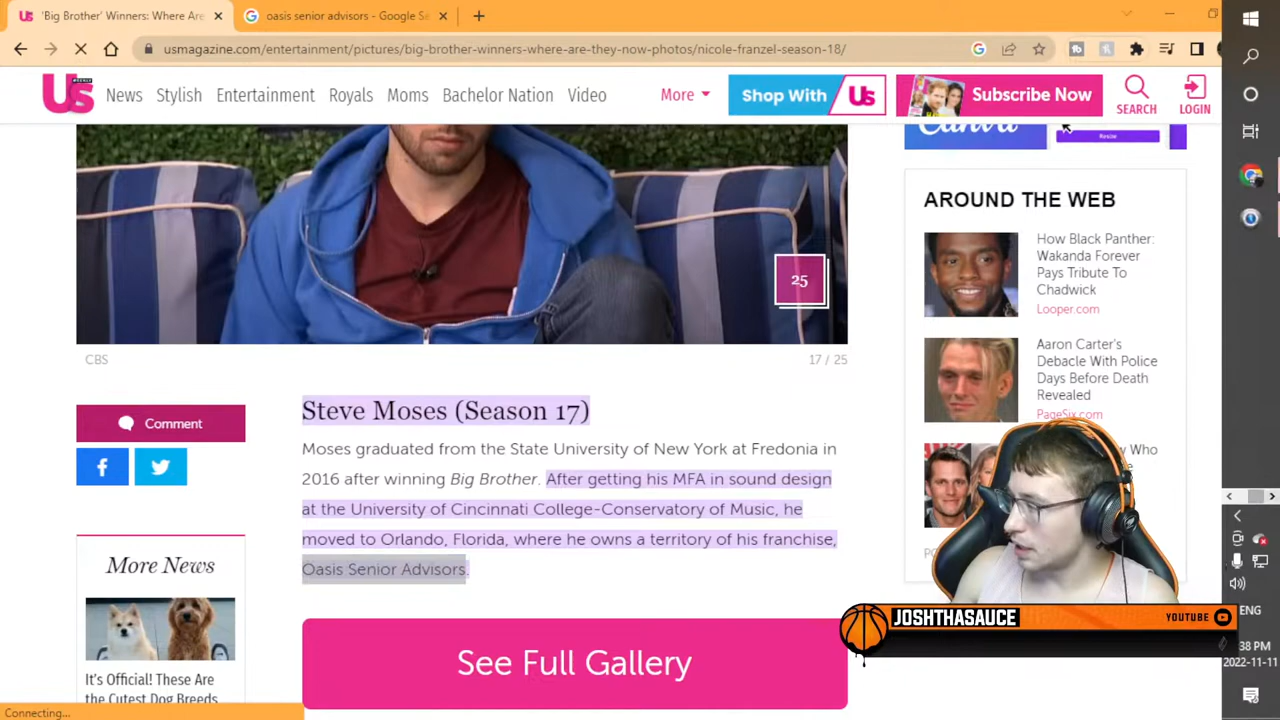 'Big Brother' Winners: Where Are
oasis senior advisors - Google Se
usmagazine.com/entertainment/pictures/big-brother-winners-where-are-they-now-photos/nicole-franzel-season-18/
Us WEEKLY
News Stylish Entertainment Royals Moms Bachelor Nation Video More
Shop With Us
Subscribe Now
SEARCH
LOGIN
Canva
Resize
25
CBS
17 / 25
Comment
Steve Moses (Season 17)
Moses graduated from the State University of New York at Fredonia in
2016 after winning Big Brother. After getting his MFA in sound design
at the University of Cincinnati College-Conservatory of Music, he
moved to Orlando, Florida, where he owns a territory of his franchise,
Oasis Senior Advisors.
See Full Gallery
More News
It's Official! These Are
the Cutest Dog Breeds
AROUND THE WEB
How Black Panther:
Wakanda Forever
Pays Tribute To
Chadwick
Looper.com
Aaron Carter's
Debacle With Police
Days Before Death
Revealed
PageSix.com
Who
JOSHTHASAUCE
YOUTUBE
ENG
38 PM
2022-11-11
Connecting...